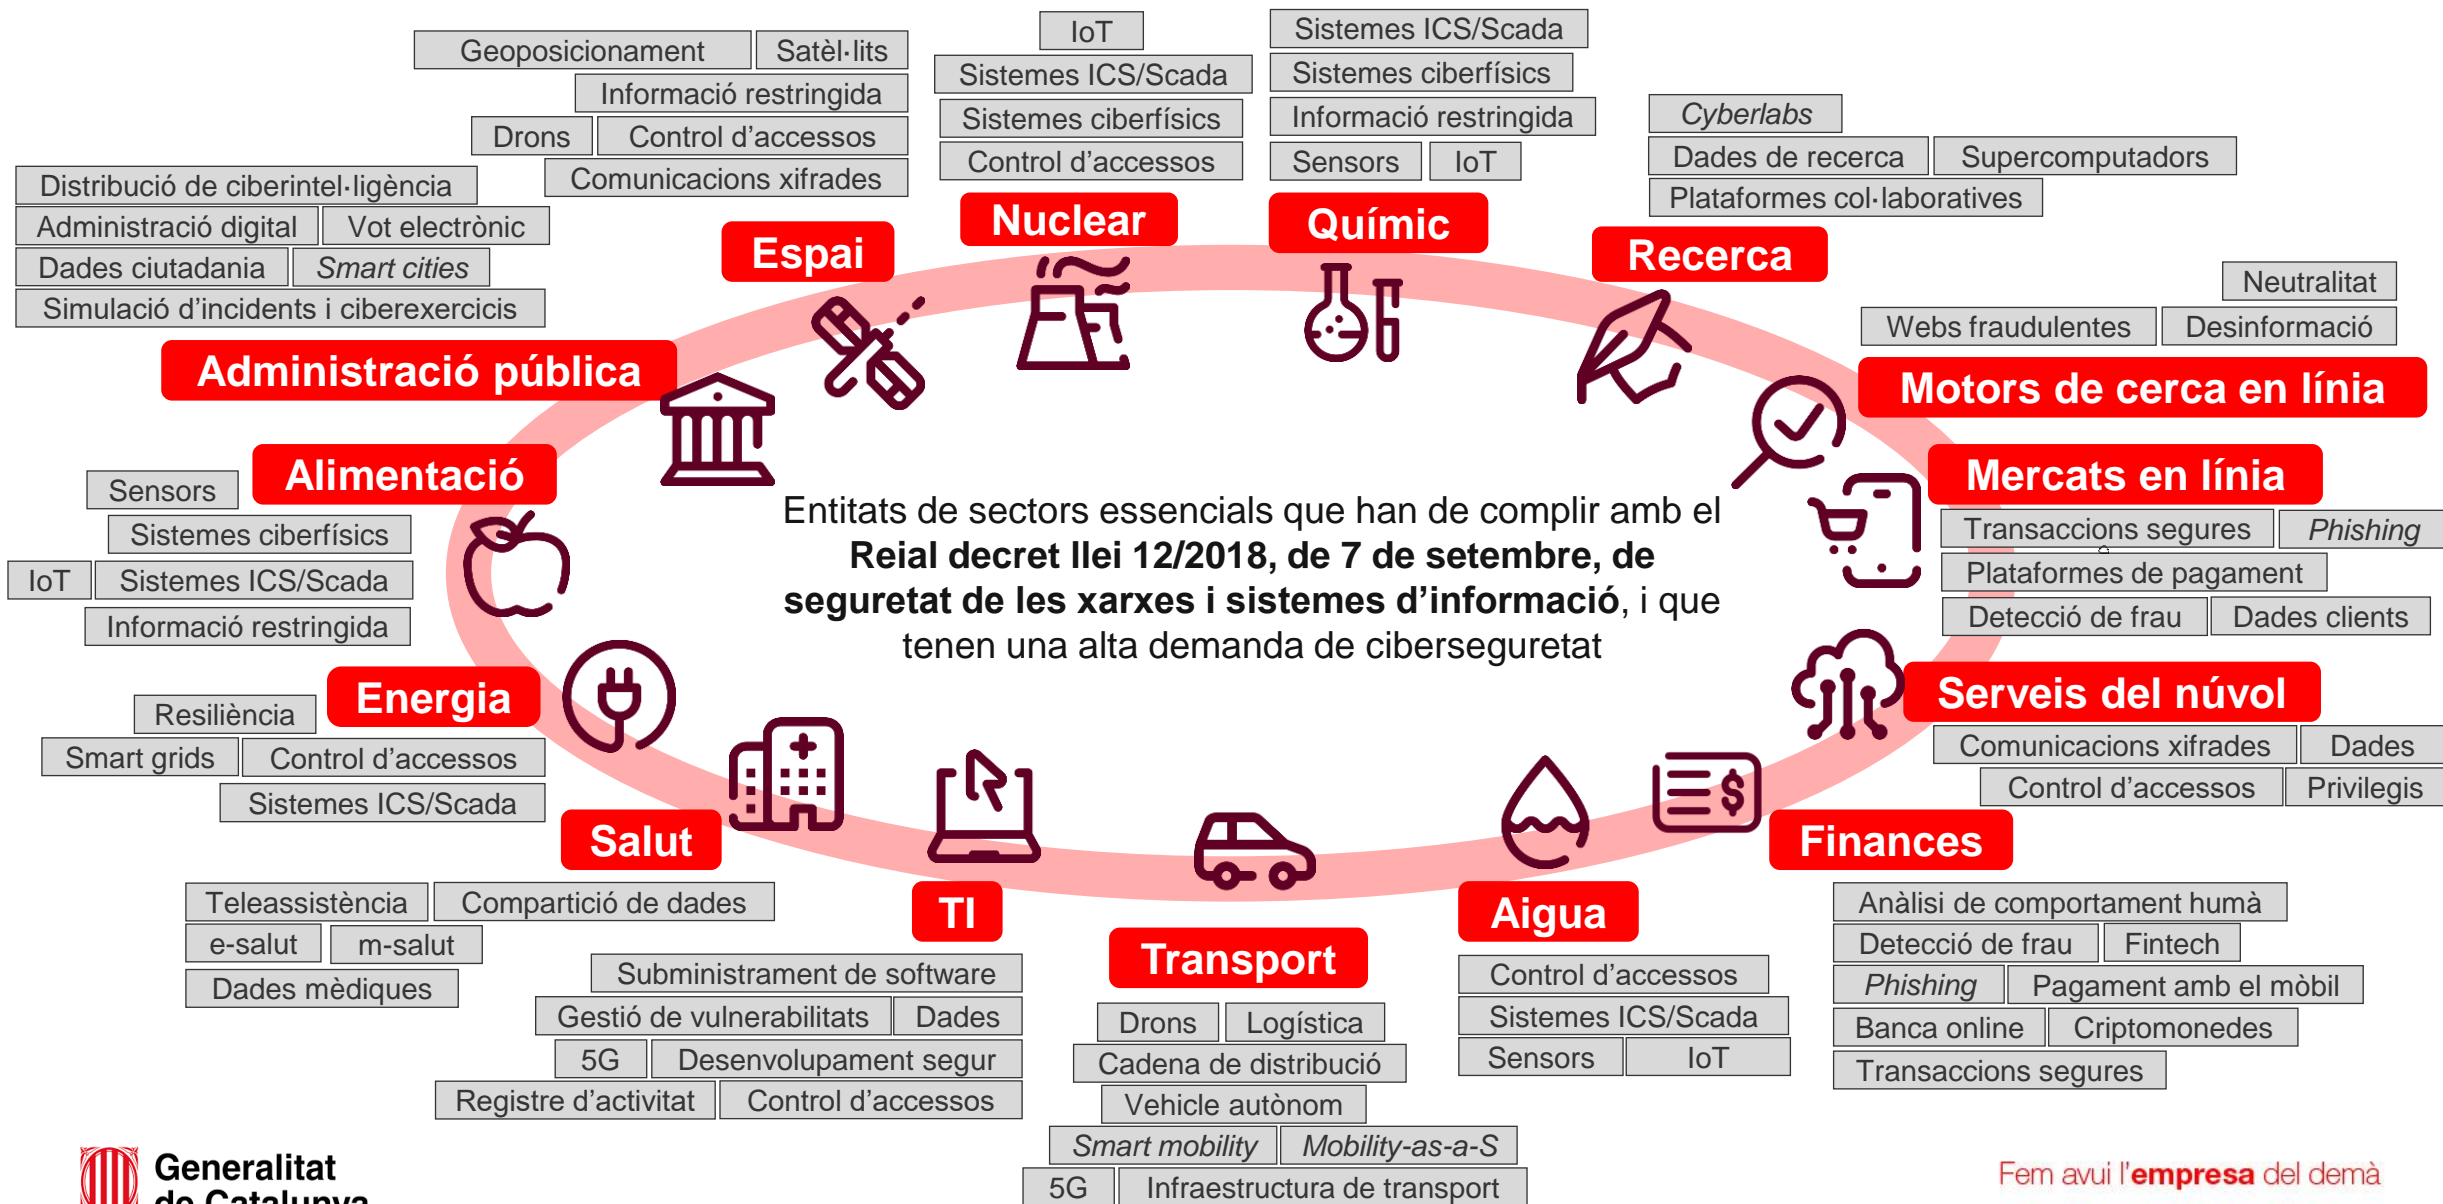 Geoposicionament
Satèl·lits
Informació restringida
Drons
Control d'accessos
Comunicacions xifrades
Espai
IoT
Sistemes ICS/Scada
Sistemes ciberfísics
Control d'accessos
Nuclear
Sistemes ICS/Scada
Sistemes ciberfísics
Informació restringida
Sensors
IoT
Químic
Cyberlabs
Dades de recerca
Supercomputadors
Plataformes col·laboratives
Recerca
Distribució de ciberintel·ligència
Administració digital
Vot electrònic
Dades ciutadania
Smart cities
Simulació d'incidents i ciberexercicis
Administració pública
Neutralitat
Webs fraudulentes
Desinformació
Motors de cerca en línia
Alimentació
Sensors
Sistemes ciberfísics
IoT
Sistemes ICS/Scada
Informació restringida
Entitats de sectors essencials que han de complir amb el
Reial decret llei 12/2018, de 7 de setembre, de
seguretat de les xarxes i sistemes d'informació, i que
tenen una alta demanda de ciberseguretat
Mercats en línia
Transaccions segures
Phishing
Plataformes de pagament
Detecció de frau
Dades clients
Energia
Resiliència
Smart grids
Control d'accessos
Sistemes ICS/Scada
Serveis del núvol
Comunicacions xifrades
Dades
Control d'accessos
Privilegis
Salut
Teleassistència
Compartició de dades
e-salut
m-salut
Dades mèdiques
TI
Subministrament de software
Gestió de vulnerabilitats
Dades
5G
Desenvolupament segur
Registre d'activitat
Control d'accessos
Transport
Drons
Logística
Cadena de distribució
Vehicle autònom
Smart mobility
Mobility-as-a-S
5G
Infraestructura de transport
Aigua
Control d'accessos
Sistemes ICS/Scada
Sensors
IoT
Finances
Anàlisi de comportament humà
Detecció de frau
Fintech
Phishing
Pagament amb el mòbil
Banca online
Criptomonedes
Transaccions segures
Generalitat
de Catalunya
Fem avui l'empresa del demà